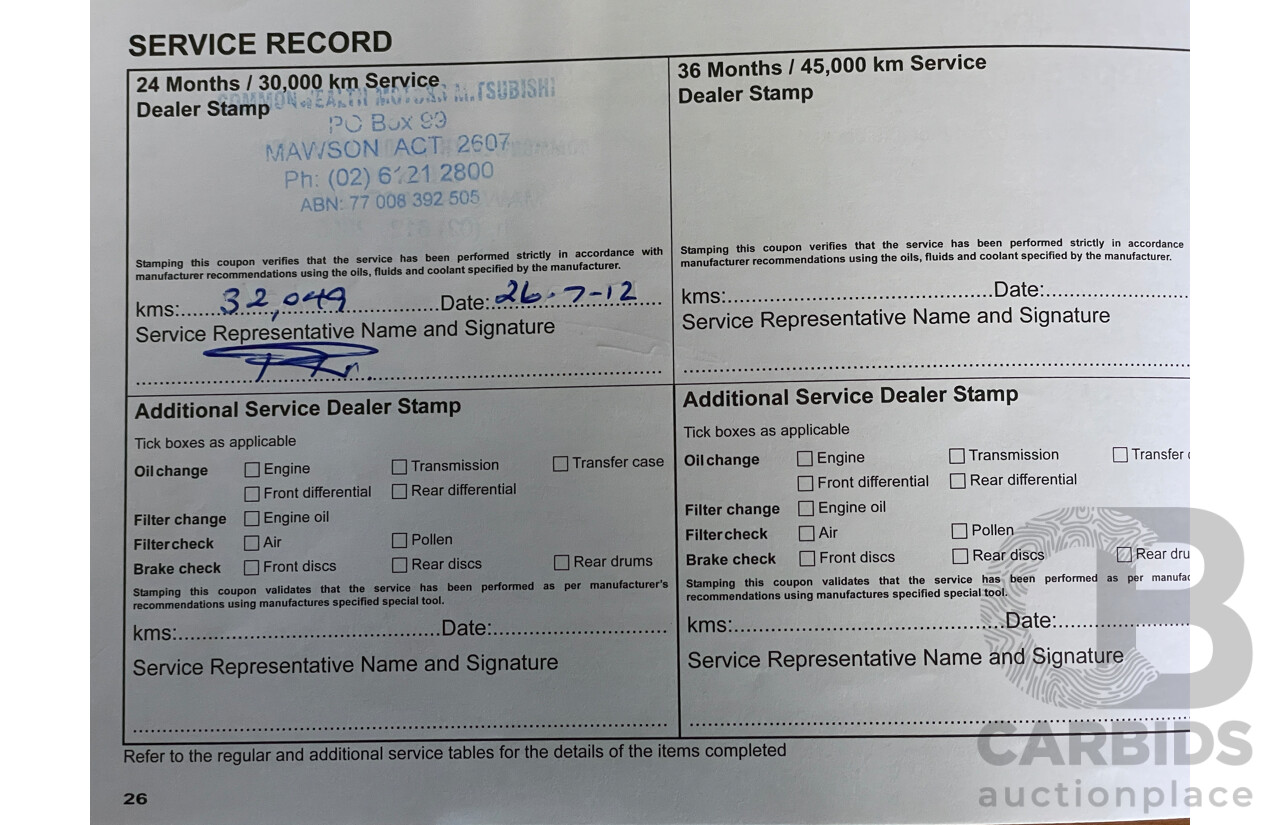 SERVICE RECORD
24 Months / 30,000 km Service
Dealer Stamp
COMMONWEALTH MOTORS MITSUBISHI
PO Box 99
MAWSON ACT 2607
Ph: (02) 6121 2800
ABN: 77 008 392 505
Stamping this coupon verifies that the service has been performed strictly in accordance with
manufacturer recommendations using the oils, fluids and coolant specified by the manufacturer.
kms: 32,049 Date: 26-7-12
Service Representative Name and Signature
36 Months / 45,000 km Service
Dealer Stamp
Stamping this coupon verifies that the service has been performed strictly in accordance
manufacturer recommendations using the oils, fluids and coolant specified by the manufacturer.
kms: Date:
Service Representative Name and Signature
Additional Service Dealer Stamp
Tick boxes as applicable
Oil change Engine Transmission Transfer case
Front differential Rear differential
Filter change Engine oil
Filter check Air Pollen
Brake check Front discs Rear discs Rear drums
Stamping this coupon validates that the service has been performed as per manufacturer's
recommendations using manufactures specified special tool.
kms: Date:
Service Representative Name and Signature
Additional Service Dealer Stamp
Tick boxes as applicable
Oil change Engine Transmission Transfer
Front differential Rear differential
Filter change Engine oil
Filter check Air Pollen
Brake check Front discs Rear discs Rear dru
Stamping this coupon validates that the service has been performed as per manufac
recommendations using manufactures specified special tool.
kms: Date:
Service Representative Name and Signature
Refer to the regular and additional service tables for the details of the items completed
26
CB
CARBIDS
auctionplace